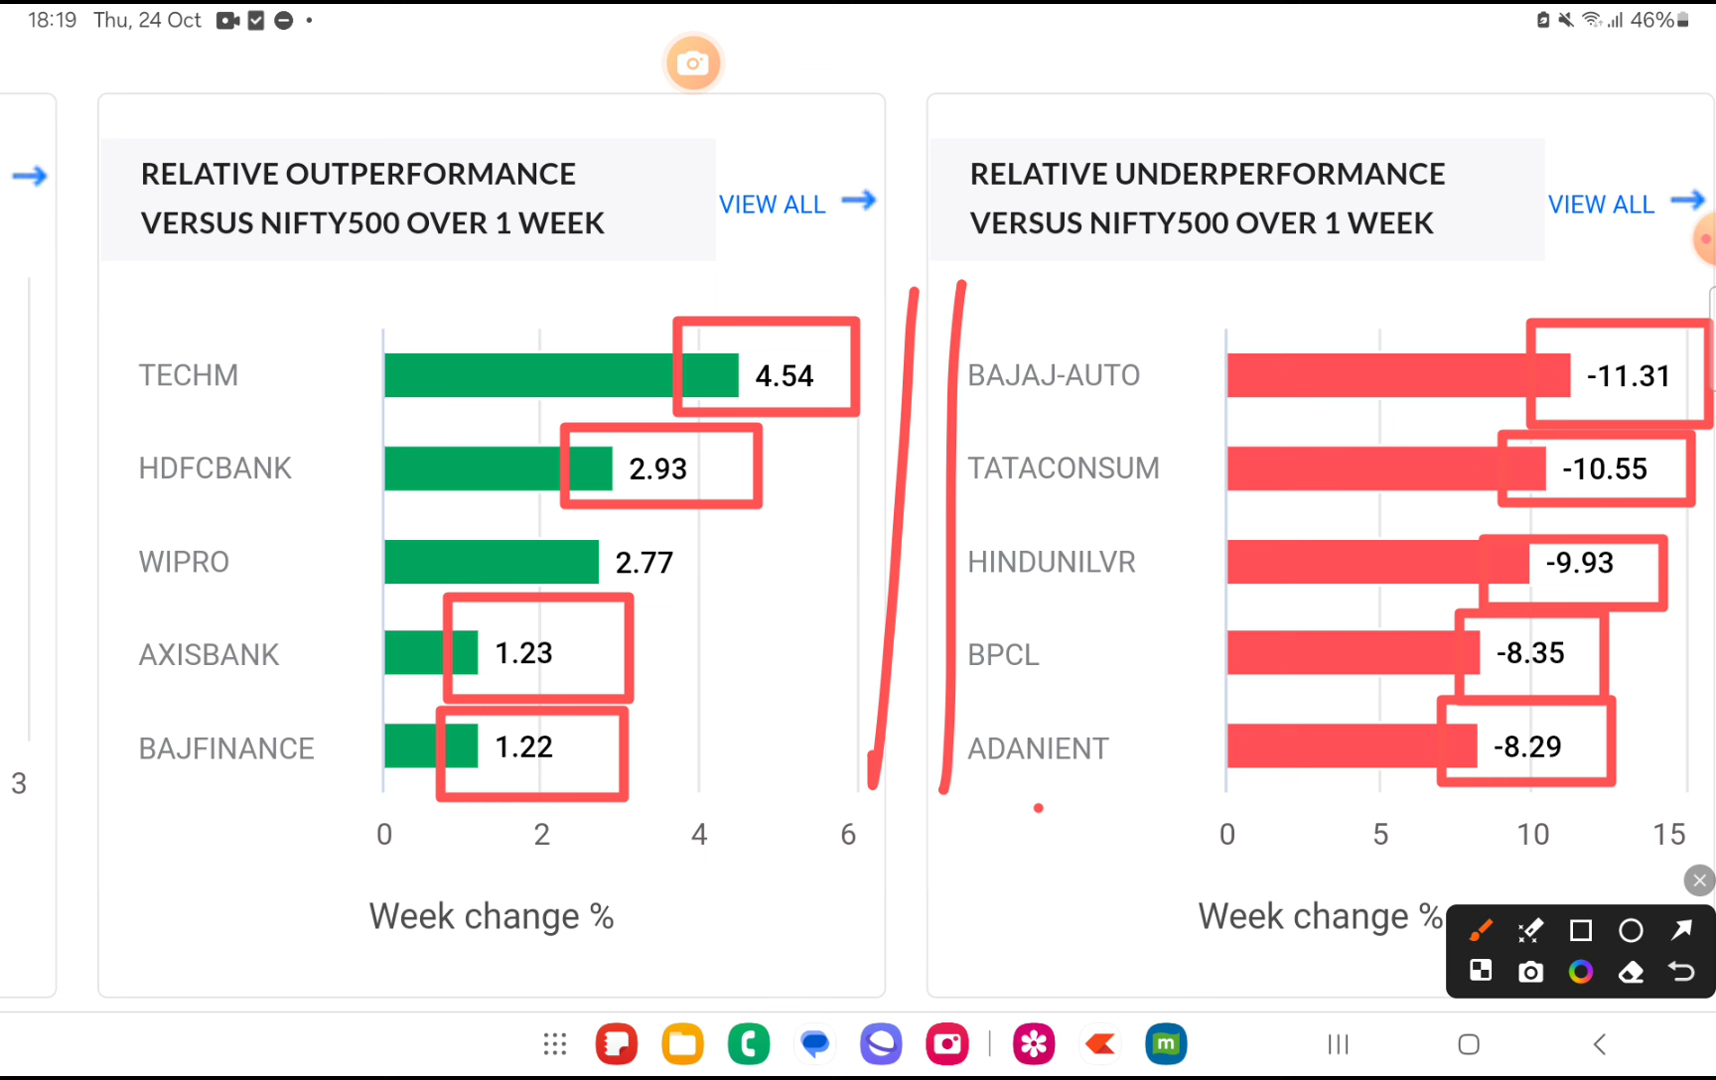 18:19 Thu, 24 Oct
46%
RELATIVE OUTPERFORMANCE
VERSUS NIFTY500 OVER 1 WEEK
VIEW ALL
TECHM 4.54
HDFCBANK 2.93
WIPRO 2.77
AXISBANK 1.23
BAJFINANCE 1.22
0 2 4 6
Week change %
3
RELATIVE UNDERPERFORMANCE
VERSUS NIFTY500 OVER 1 WEEK
VIEW ALL
BAJAJ-AUTO -11.31
TATACONSUM -10.55
HINDUNILVR -9.93
BPCL -8.35
ADANIENT -8.29
0 5 10 15
Week change %
m